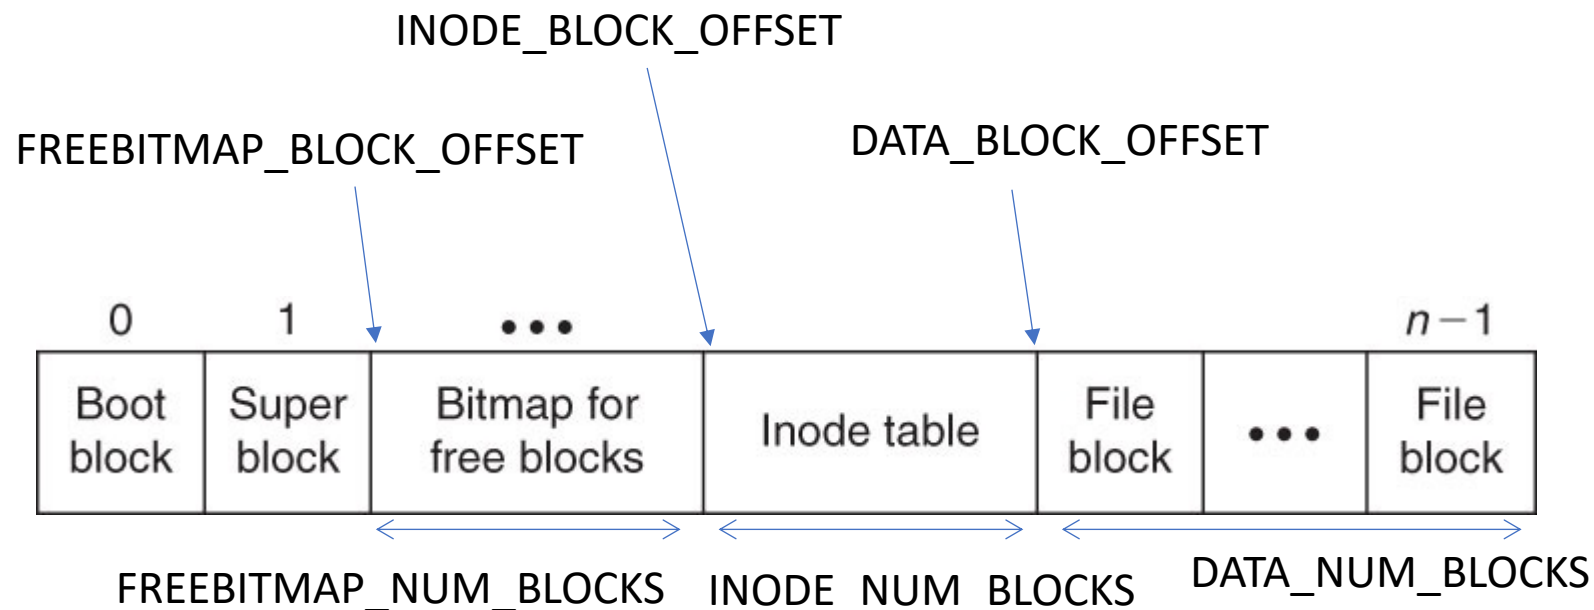 INODE_BLOCK_OFFSET
FREEBITMAP_BLOCK_OFFSET
DATA_BLOCK_OFFSET
0
1
•••
n−1
Boot
block
Super
block
Bitmap for
free blocks
Inode table
File
block
•••
File
block
FREEBITMAP_NUM_BLOCKS
INODE_NUM_BLOCKS
DATA_NUM_BLOCKS